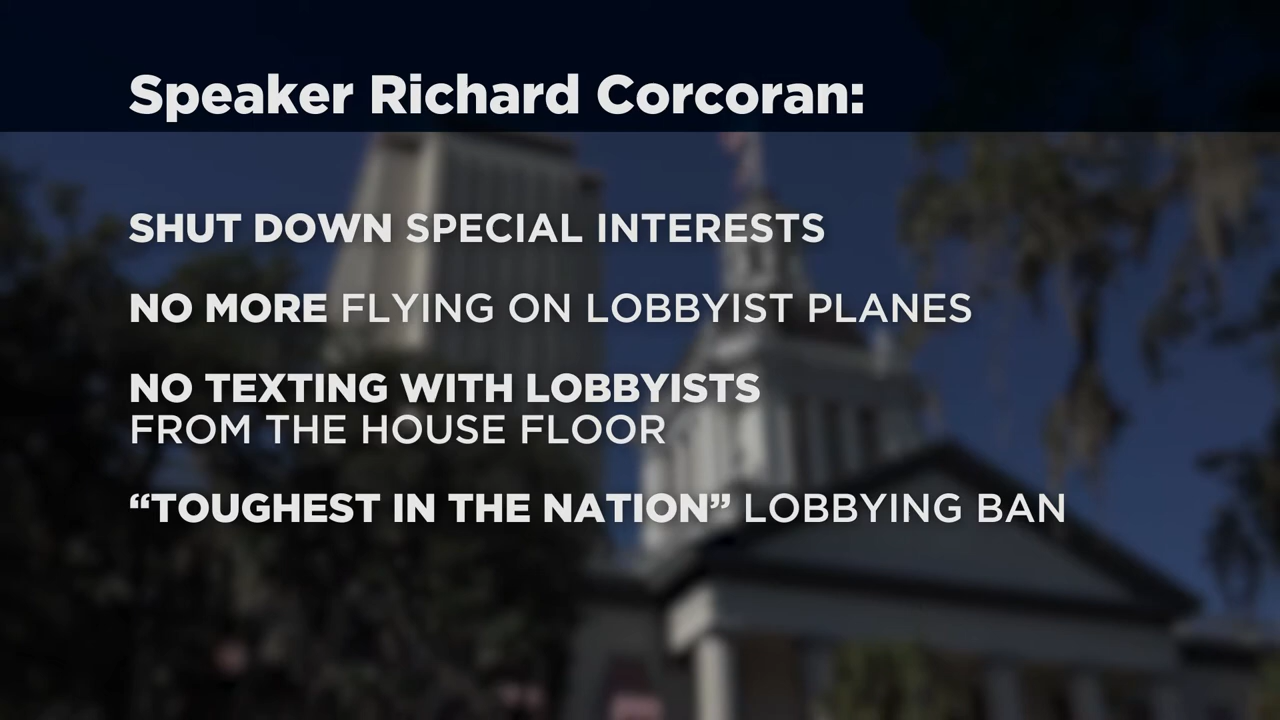 Speaker Richard Corcoran:
SHUT DOWN SPECIAL INTERESTS
NO MORE FLYING ON LOBBYIST PLANES
NO TEXTING WITH LOBBYISTS
FROM THE HOUSE FLOOR
“TOUGHEST IN THE NATION” LOBBYING BAN